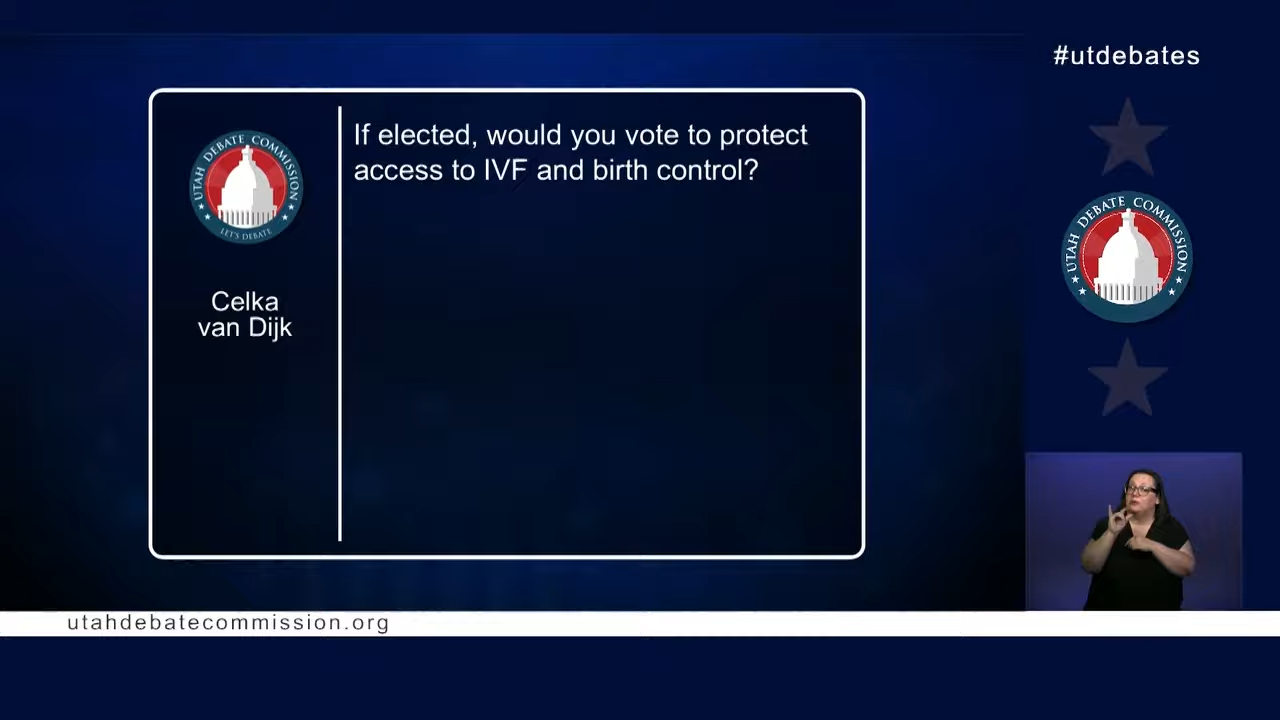 #utdebates
UTAH DEBATE COMMISSION
LET'S DEBATE
If elected, would you vote to protect
access to IVF and birth control?
Celka
van Dijk
UTAH DEBATE COMMISSION
utahdebatecommission.org